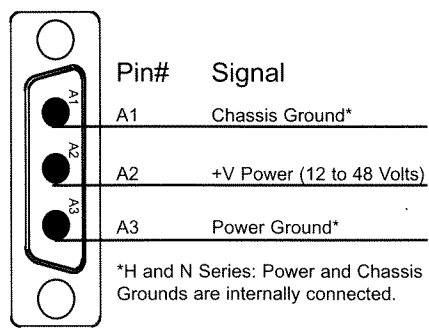 Pin# Signal
A1 A1 Chassis Ground*
A2 A2 +V Power (12 to 48 Volts)
A3 A3 Power Ground*
*H and N Series: Power and Chassis
Grounds are internally connected.